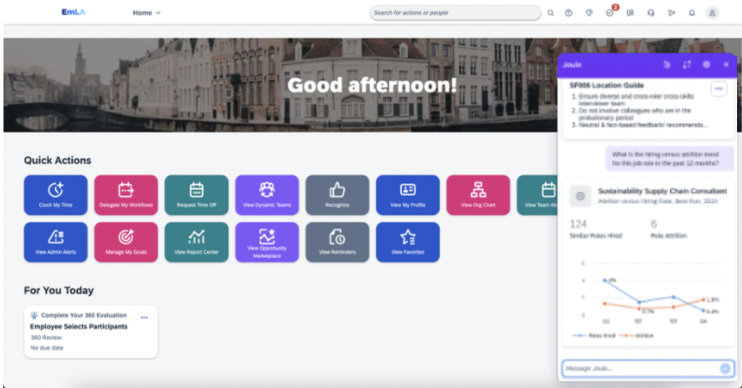 EmLA
Home
Search for actions or people
2
Good afternoon!
Quick Actions
Clock My Time
Delegate My Workflows
Request Time Off
View Dynamic Teams
Recognize
View My Profile
View Org Chart
View Team
View Admin Alerts
Manage My Goals
View Report Center
View Opportunity
Marketplace
View Reminders
View Favorites
For You Today
Complete Your 360 Evaluation
Employee Selects Participants
360 Review
No due date
Joule
Location Guide
1. Ensure diverse and cross-role/ cross-skills
interviewer team
2. Do not involve colleagues who are in the
probationary period
3. Neutral & fact-based feedback! recommends...
What is the hiring versus attrition trend
for this job role in the past 12 months?
Sustainability Supply Chain Consultant
Attrition versus Hiring Rate, Best Run, 2024
124
6
Similar Roles Hired
Role Attrition
6
4
2
0
4%
0.7%
1.8%
0.4%
Q1
Q2
Q3
Q4
Roles hired
Attrition
Message Joule...